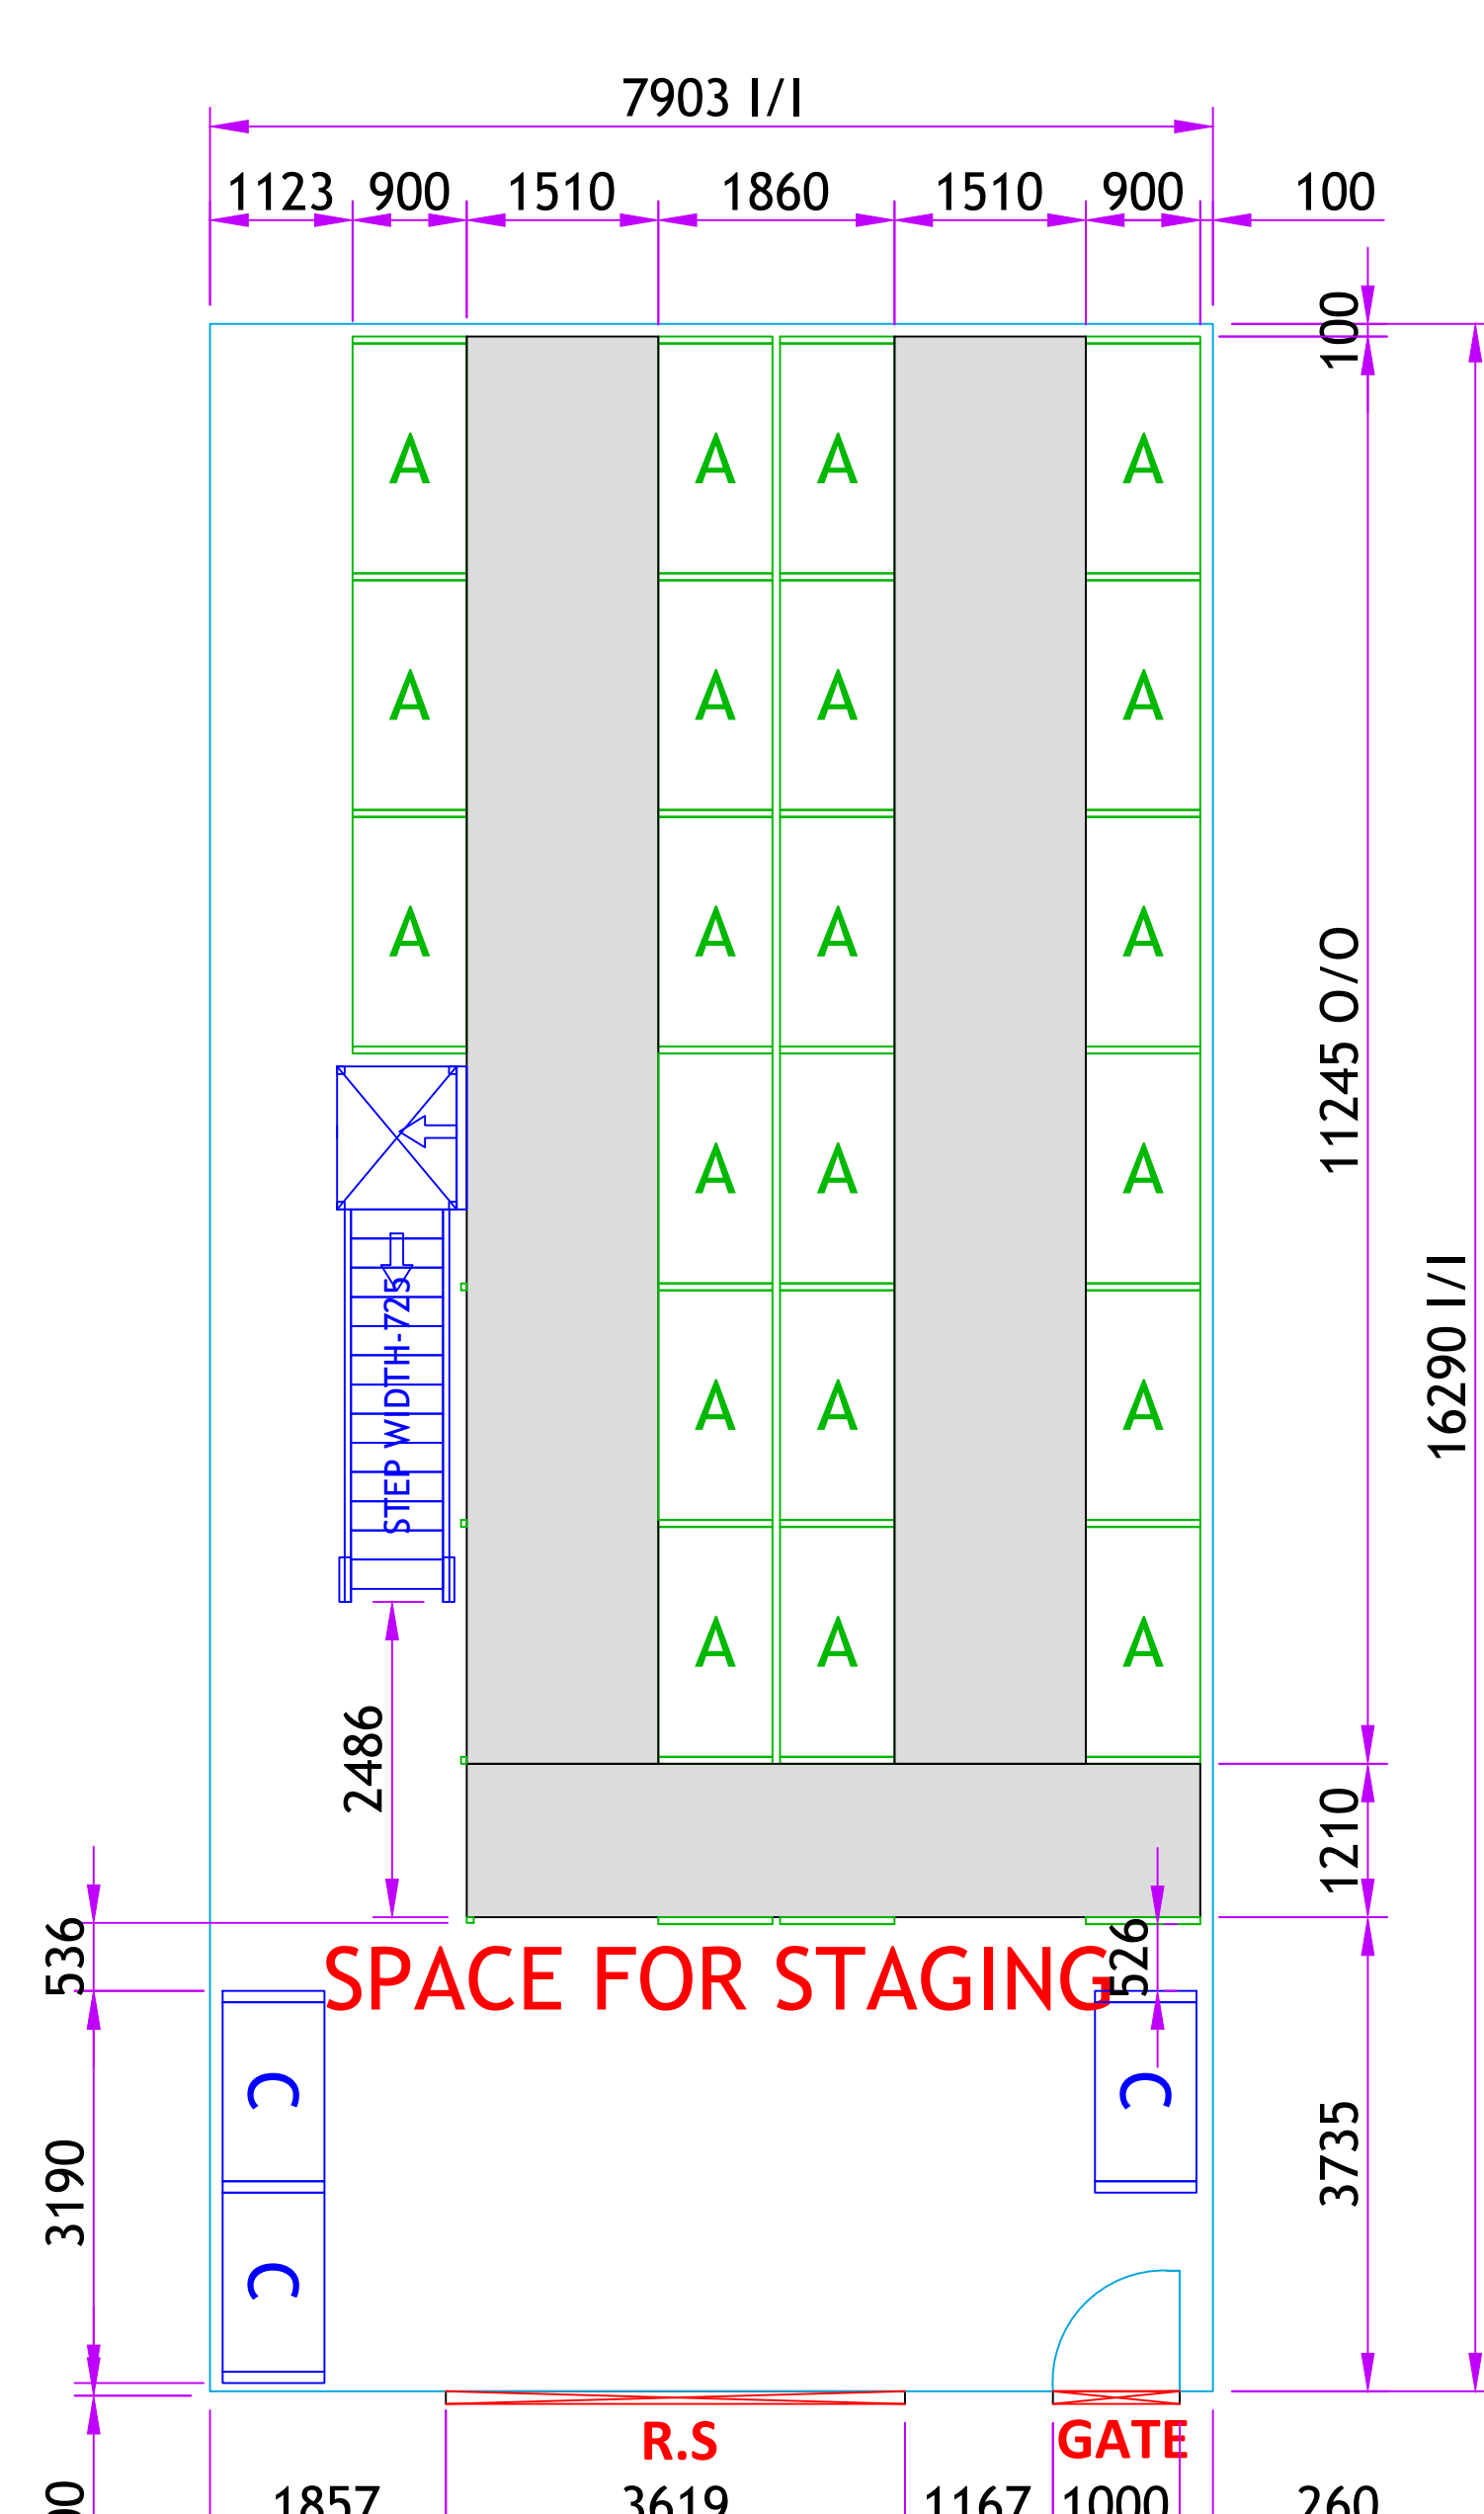 7903 I/I
1123 900 1510 1860 1510 900 100
100
A A A A
A A A A
A A A A
11245 O/O
A A A
16290 I/I
STEP WIDTH-725
A A A
A A A
2486
1210
536
526
SPACE FOR STAGING
C C
3190
3735
C
R.S GATE
1857 3619 1167 1000 260